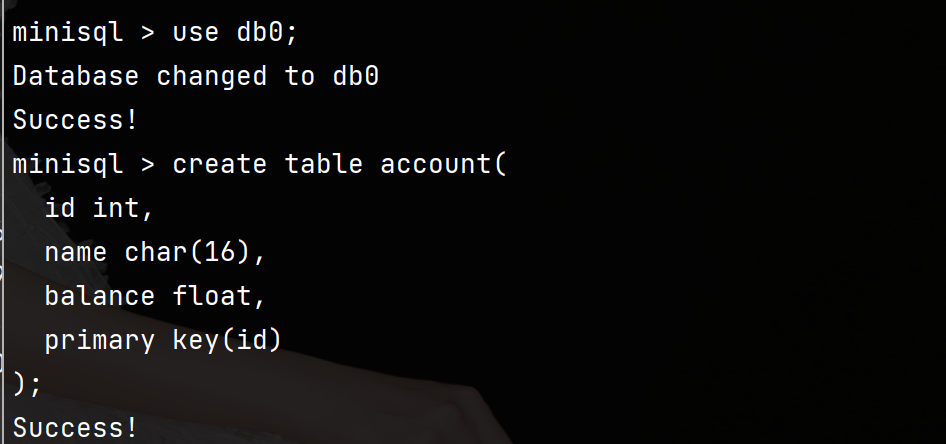 minisql > use db0;
Database changed to db0
Success!
minisql > create table account(
  id int,
  name char(16),
  balance float,
  primary key(id)
);
Success!